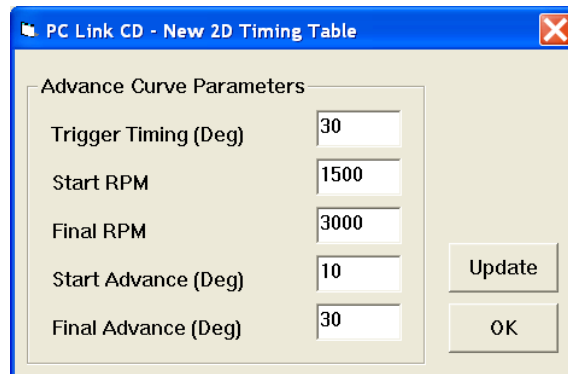 PC Link CD - New 2D Timing Table
Advance Curve Parameters
Trigger Timing (Deg) 30
Start RPM 1500
Final RPM 3000
Start Advance (Deg) 10
Final Advance (Deg) 30
Update
OK